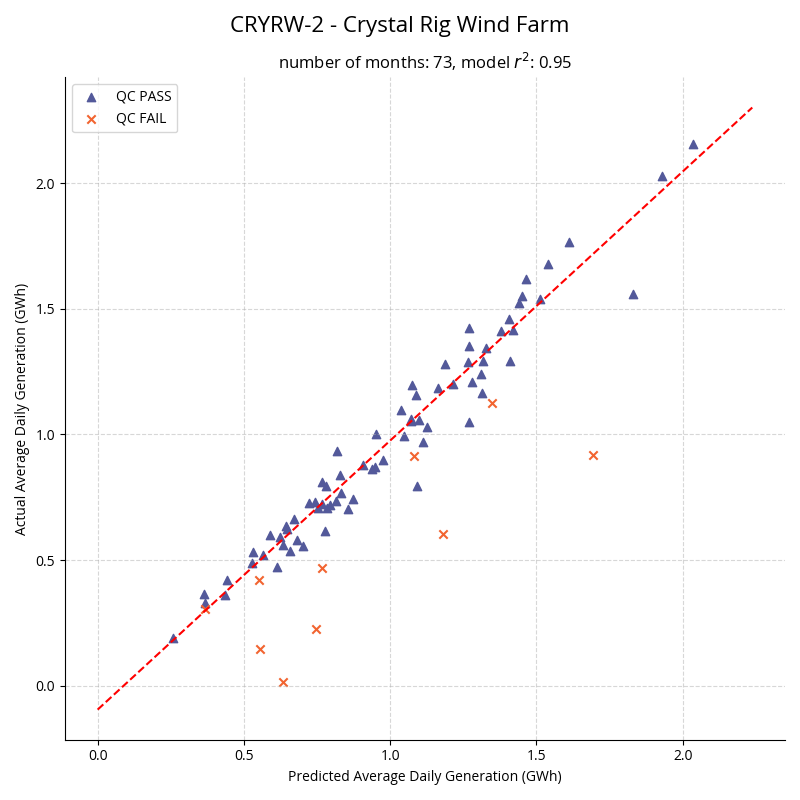 CRYRW-2 - Crystal Rig Wind Farm
number of months: 73, model r²: 0.95
QC PASS
QC FAIL
Actual Average Daily Generation (GWh)
2.0
1.5
1.0
0.5
0.0
0.0 0.5 1.0 1.5 2.0
Predicted Average Daily Generation (GWh)